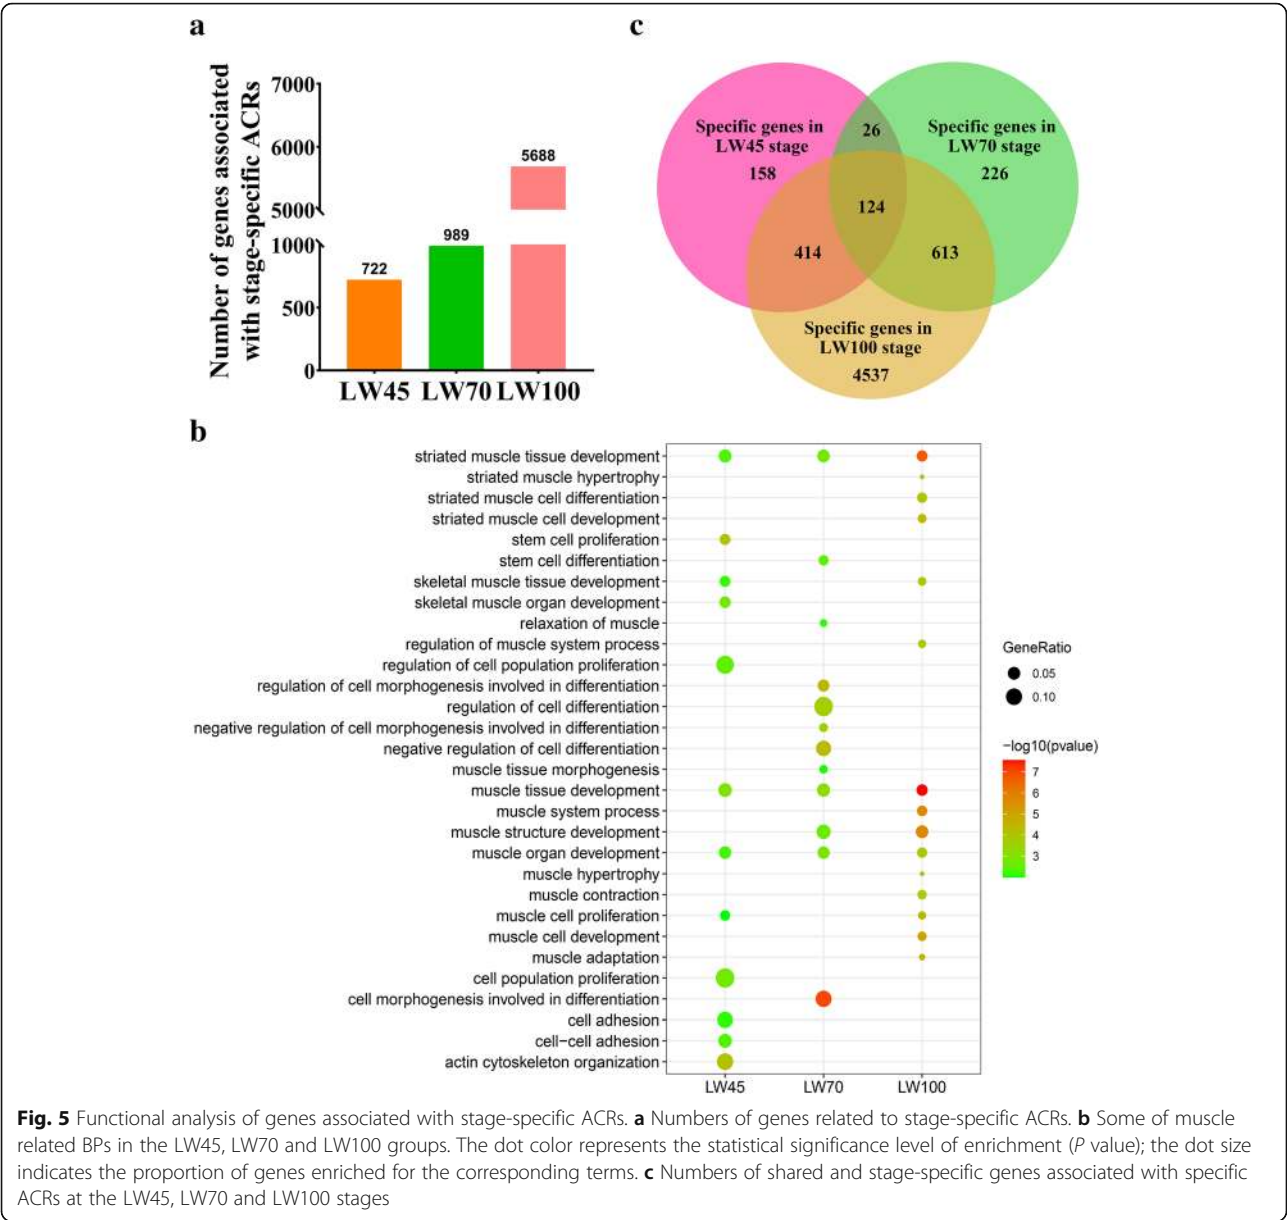 a
Number of genes associated
with stage-specific ACRs
7000
6000
5000
1000
500
0
722
989
5688
LW45 LW70 LW100
c
Specific genes in
LW45 stage
158
26
Specific genes in
LW70 stage
226
124
414
613
Specific genes in
LW100 stage
4537
b
striated muscle tissue development
striated muscle hypertrophy
striated muscle cell differentiation
striated muscle cell development
stem cell proliferation
stem cell differentiation
skeletal muscle tissue development
skeletal muscle organ development
relaxation of muscle
regulation of muscle system process
regulation of cell population proliferation
regulation of cell morphogenesis involved in differentiation
regulation of cell differentiation
negative regulation of cell morphogenesis involved in differentiation
negative regulation of cell differentiation
muscle tissue morphogenesis
muscle tissue development
muscle system process
muscle structure development
muscle organ development
muscle hypertrophy
muscle contraction
muscle cell proliferation
muscle cell development
muscle adaptation
cell population proliferation
cell morphogenesis involved in differentiation
cell adhesion
cell−cell adhesion
actin cytoskeleton organization
LW45 LW70 LW100
GeneRatio
0.05
0.10
−log10(pvalue)
7
6
5
4
3
Fig. 5 Functional analysis of genes associated with stage-specific ACRs. a Numbers of genes related to stage-specific ACRs. b Some of muscle
related BPs in the LW45, LW70 and LW100 groups. The dot color represents the statistical significance level of enrichment (P value); the dot size
indicates the proportion of genes enriched for the corresponding terms. c Numbers of shared and stage-specific genes associated with specific
ACRs at the LW45, LW70 and LW100 stages